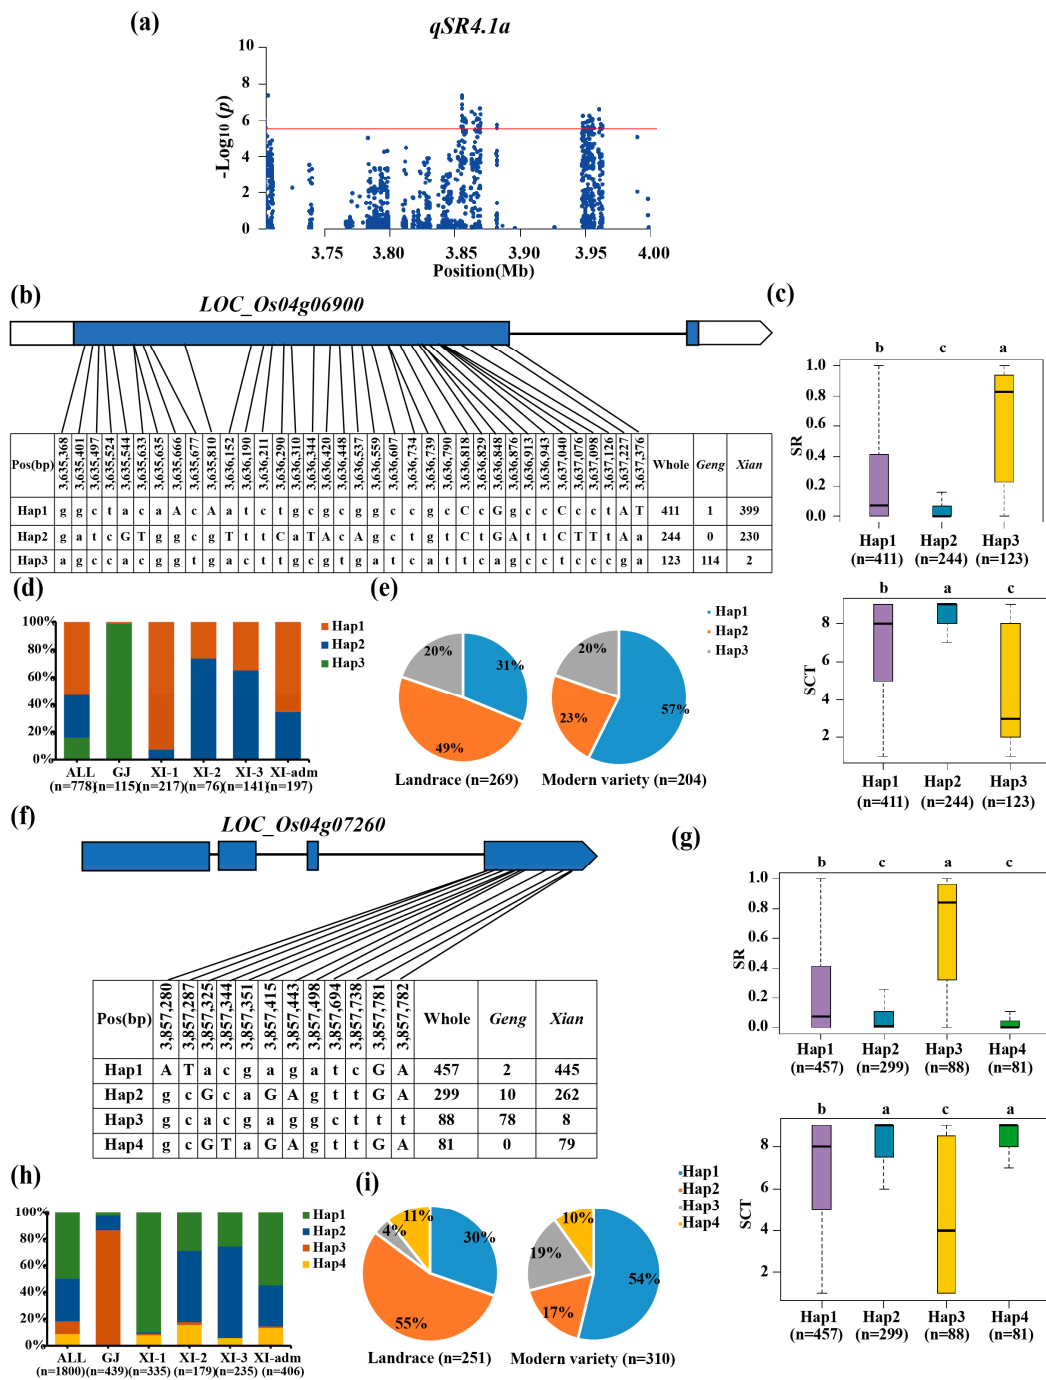 (a)
qSR4.1a
10
8
6
4
2
0
-Log10 (p)
3.75 3.80 3.85 3.90 3.95 4.00
Position(Mb)
(b)
LOC_Os04g06900
Pos(bp) 3,635,368 3,635,401 3,635,497 3,635,524 3,635,544 3,635,633 3,635,635 3,635,666 3,635,677 3,635,810 3,636,152 3,636,190 3,636,211 3,636,290 3,636,310 3,636,344 3,636,420 3,636,448 3,636,537 3,636,559 3,636,607 3,636,734 3,636,739 3,636,790 3,636,818 3,636,829 3,636,848 3,636,876 3,636,913 3,636,943 3,637,040 3,637,076 3,637,098 3,637,126 3,637,227 3,637,376 Whole Geng Xian
Hap1 g g c t a c a A c A a t c t g c g c g g c c g c C c G g c c C c c t A T 411 1 399
Hap2 g a t c G T g g c g T t t C a T A c A g c t g t C t G A t t C T T t A a 244 0 230
Hap3 a g c c a c g g t g a c t t g c g t g a t c a t t c a g c c t c c c g a 123 114 2
(c)
b c a
1.0
0.8
0.6
0.4
0.2
0.0
SR
Hap1 Hap2 Hap3
(n=411) (n=244) (n=123)
b a c
8
6
4
2
SCT
Hap1 Hap2 Hap3
(n=411) (n=244) (n=123)
(d)
100%
80%
60%
40%
20%
0%
Hap1
Hap2
Hap3
ALL GJ XI-1 XI-2 XI-3 XI-adm
(n=778) (n=115) (n=217) (n=76) (n=141) (n=197)
(e)
Hap1
Hap2
Hap3
20% 31% 49%
20% 57% 23%
Landrace (n=269) Modern variety (n=204)
(f)
LOC_Os04g07260
Pos(bp) 3,857,280 3,857,287 3,857,325 3,857,344 3,857,351 3,857,415 3,857,443 3,857,498 3,857,694 3,857,738 3,857,781 3,857,782 Whole Geng Xian
Hap1 A T a c g a g a t c G A 457 2 445
Hap2 g c G c a G A g t t G A 299 10 262
Hap3 g c a c g a g g c t t t 88 78 8
Hap4 g c G T a G A g t t G A 81 0 79
(g)
b c a c
1.0
0.8
0.6
0.4
0.2
0.0
SR
Hap1 Hap2 Hap3 Hap4
(n=457) (n=299) (n=88) (n=81)
b a c a
8
6
4
2
SCT
Hap1 Hap2 Hap3 Hap4
(n=457) (n=299) (n=88) (n=81)
(h)
100%
80%
60%
40%
20%
0%
Hap1
Hap2
Hap3
Hap4
ALL GJ XI-1 XI-2 XI-3 XI-adm
(n=1800) (n=439) (n=335) (n=179) (n=235) (n=406)
(i)
Hap1
Hap2
Hap3
Hap4
11% 30% 4% 55%
10% 19% 54% 17%
Landrace (n=251) Modern variety (n=310)